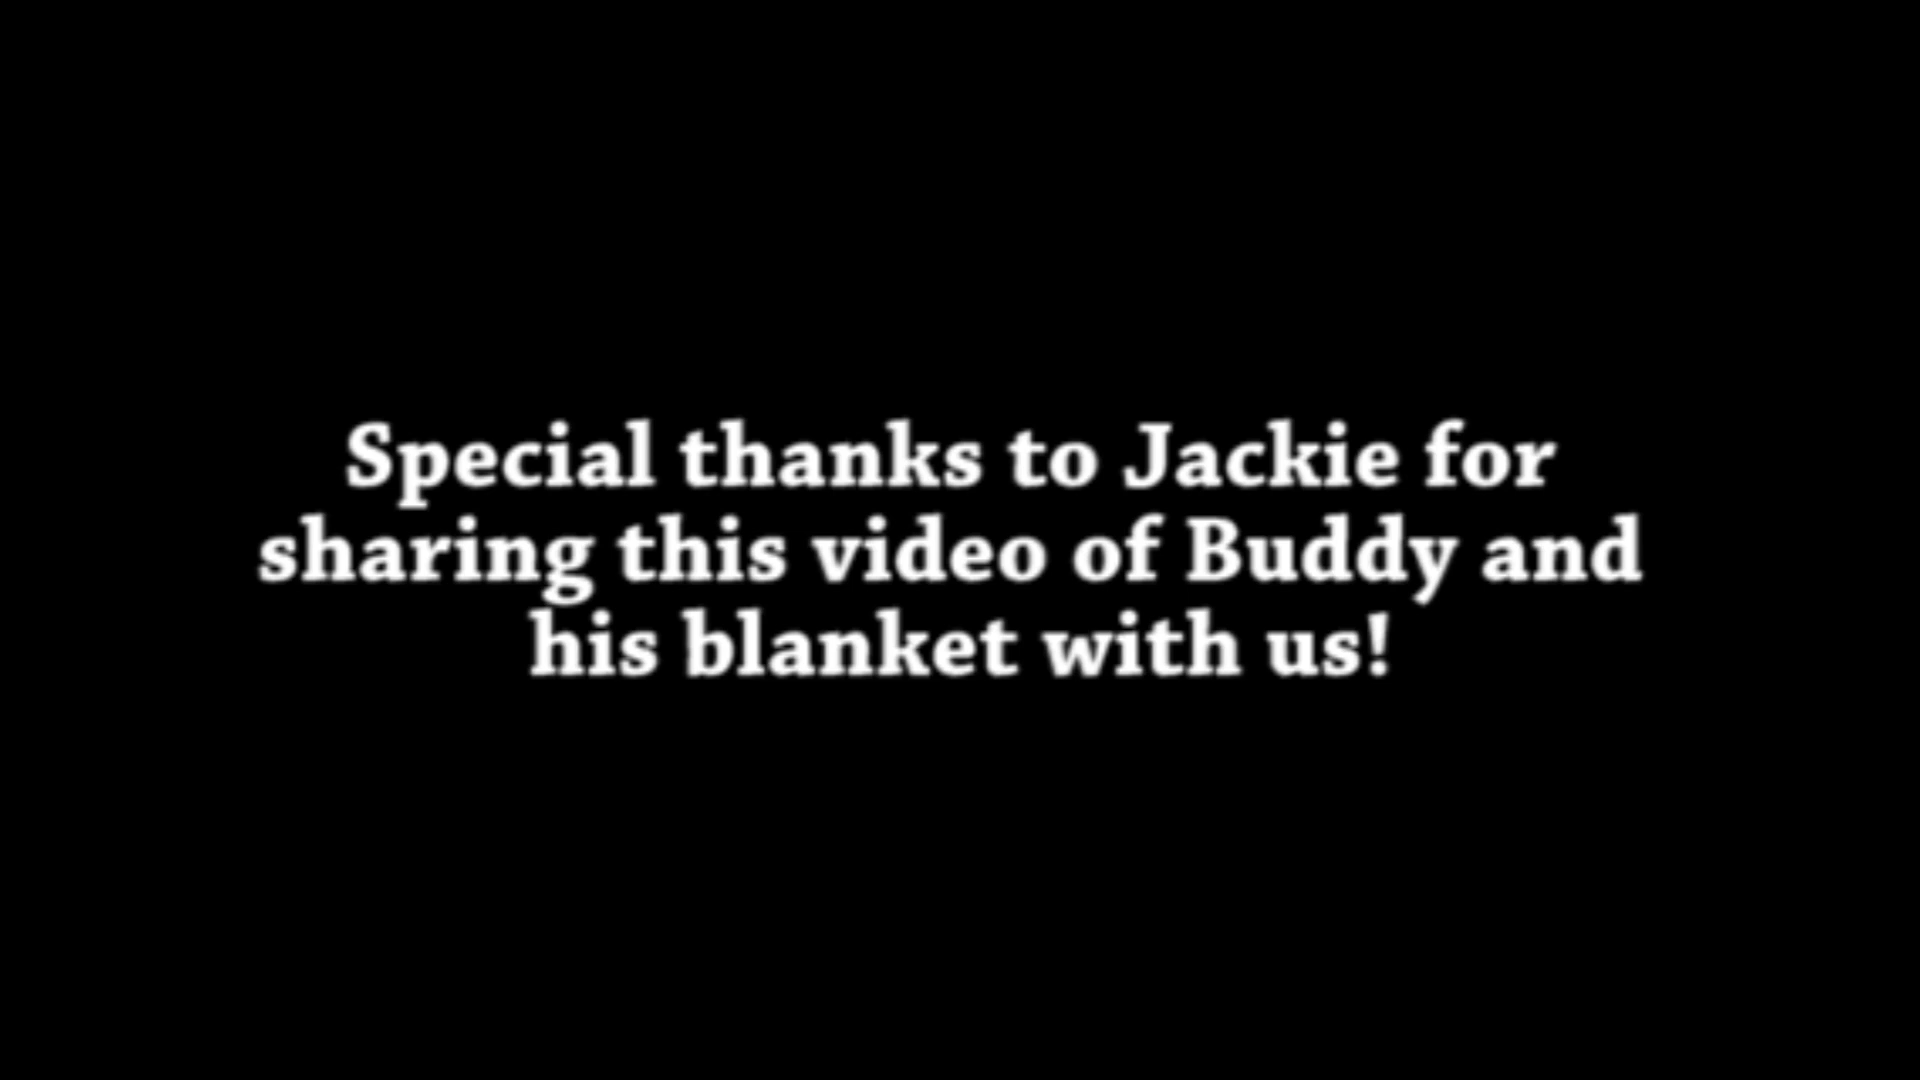 Special thanks to Jackie for
sharing this video of Buddy and
his blanket with us!